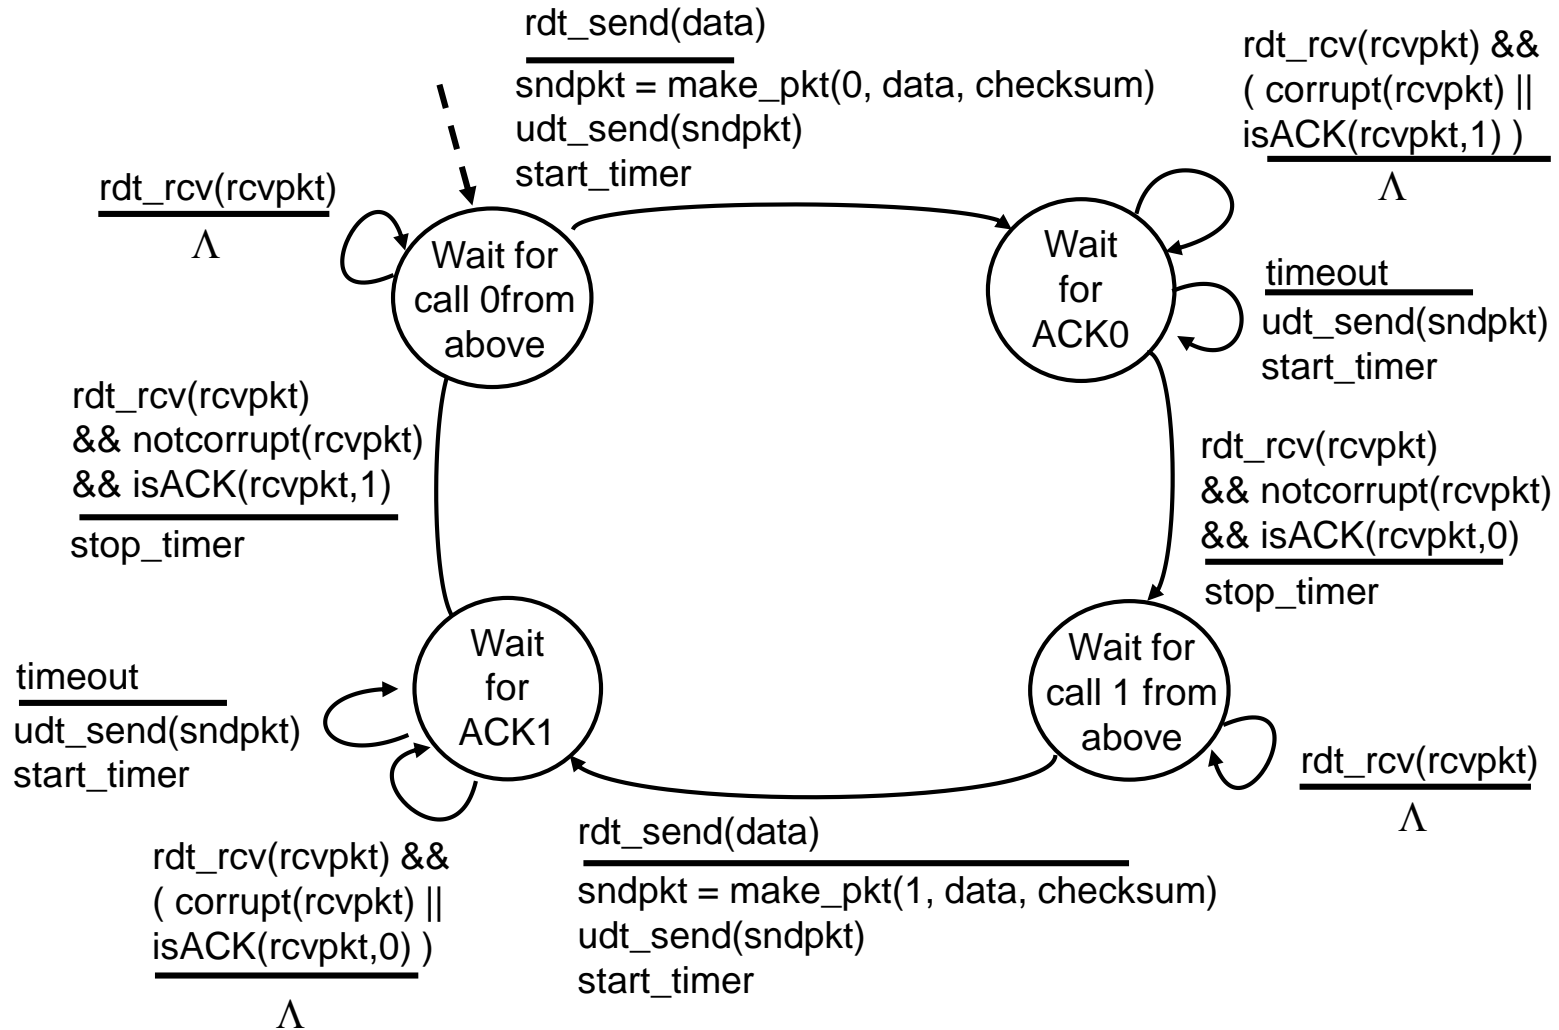 rdt_send(data)
sndpkt = make_pkt(0, data, checksum)
udt_send(sndpkt)
start_timer
rdt_rcv(rcvpkt) &&
( corrupt(rcvpkt) ||
isACK(rcvpkt,1) )
Λ
rdt_rcv(rcvpkt)
Λ
Wait for
call 0from
above
Wait
for
ACK0
timeout
udt_send(sndpkt)
start_timer
rdt_rcv(rcvpkt)
&& notcorrupt(rcvpkt)
&& isACK(rcvpkt,1)
stop_timer
rdt_rcv(rcvpkt)
&& notcorrupt(rcvpkt)
&& isACK(rcvpkt,0)
stop_timer
Wait
for
ACK1
Wait for
call 1 from
above
timeout
udt_send(sndpkt)
start_timer
rdt_rcv(rcvpkt)
Λ
rdt_rcv(rcvpkt) &&
( corrupt(rcvpkt) ||
isACK(rcvpkt,0) )
Λ
rdt_send(data)
sndpkt = make_pkt(1, data, checksum)
udt_send(sndpkt)
start_timer